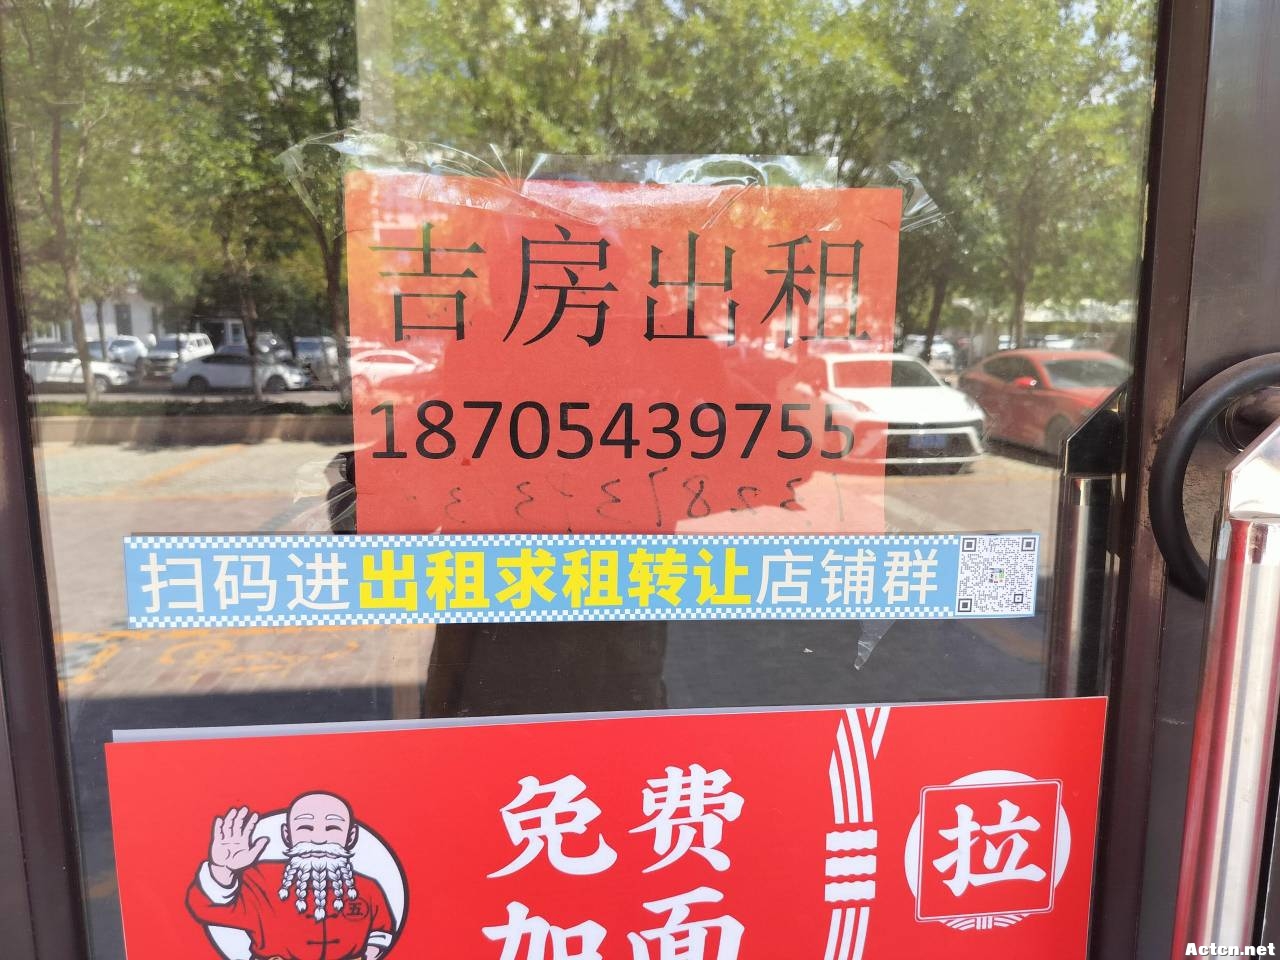 吉房出租
18705439755
扫码进出租求租转让店铺群
免费
加面
拉
五
Actcn.net